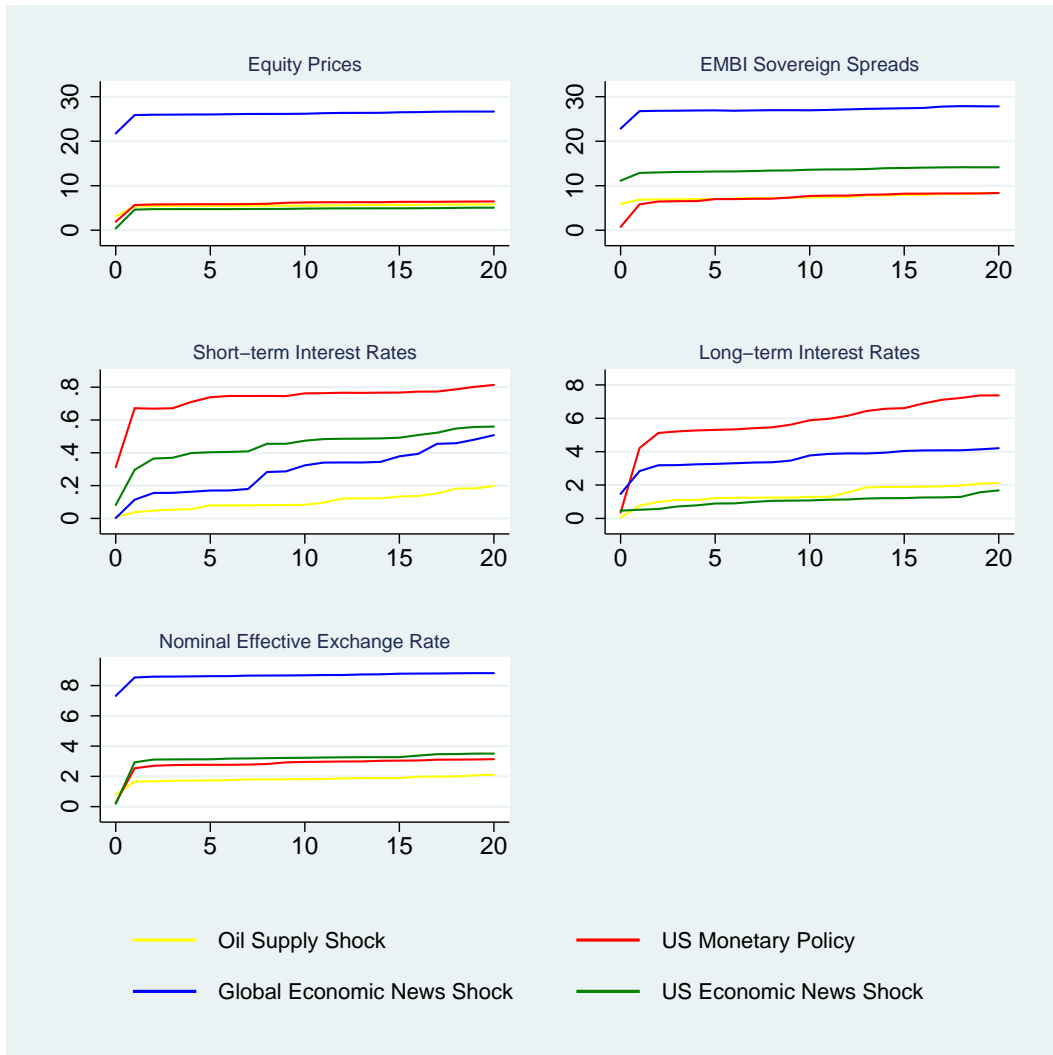 Equity Prices
EMBI Sovereign Spreads
30
20
10
0
0 5 10 15 20
30
20
10
0
0 5 10 15 20
Short−term Interest Rates
Long−term Interest Rates
.8
.6
.4
.2
0
0 5 10 15 20
8
6
4
2
0
0 5 10 15 20
Nominal Effective Exchange Rate
8
6
4
2
0
0 5 10 15 20
Oil Supply Shock
US Monetary Policy
Global Economic News Shock
US Economic News Shock